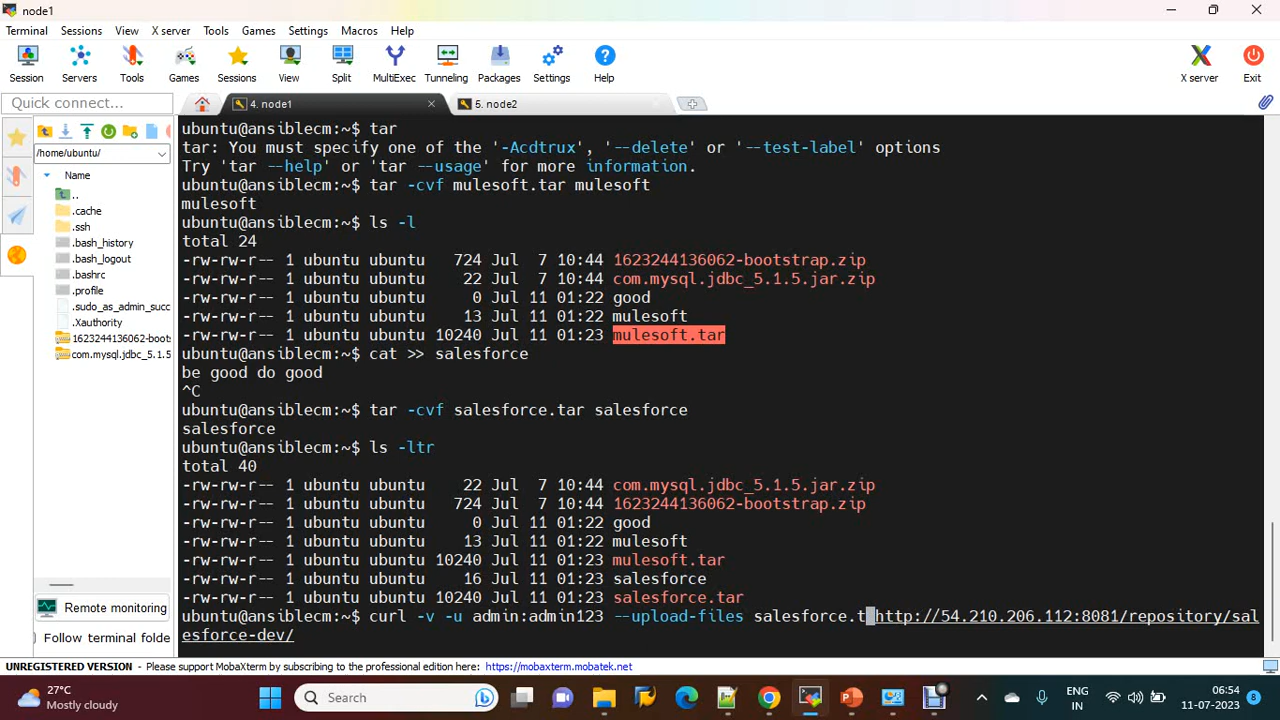 node1
Terminal Sessions View X server Tools Games Settings Macros Help
Session Servers Tools Games Sessions View Split MultiExec Tunneling Packages Settings Help X server Exit
Quick connect...
4. node1
5. node2
/home/ubuntu/
Name
..
.cache
.ssh
.bash_history
.bash_logout
.bashrc
.profile
.sudo_as_admin_succ
.Xauthority
1623244136062-boots
com.mysql.jdbc_5.1.5
Remote monitoring
Follow terminal folde
ubuntu@ansiblecm:~$ tar
tar: You must specify one of the '-Acdtrux', '--delete' or '--test-label' options
Try 'tar --help' or 'tar --usage' for more information.
ubuntu@ansiblecm:~$ tar -cvf mulesoft.tar mulesoft
mulesoft
ubuntu@ansiblecm:~$ ls -l
total 24
-rw-rw-r-- 1 ubuntu ubuntu 724 Jul 7 10:44 1623244136062-bootstrap.zip
-rw-rw-r-- 1 ubuntu ubuntu 22 Jul 7 10:44 com.mysql.jdbc_5.1.5.jar.zip
-rw-rw-r-- 1 ubuntu ubuntu 0 Jul 11 01:22 good
-rw-rw-r-- 1 ubuntu ubuntu 13 Jul 11 01:22 mulesoft
-rw-rw-r-- 1 ubuntu ubuntu 10240 Jul 11 01:23 mulesoft.tar
ubuntu@ansiblecm:~$ cat >> salesforce
be good do good
^C
ubuntu@ansiblecm:~$ tar -cvf salesforce.tar salesforce
salesforce
ubuntu@ansiblecm:~$ ls -ltr
total 40
-rw-rw-r-- 1 ubuntu ubuntu 22 Jul 7 10:44 com.mysql.jdbc_5.1.5.jar.zip
-rw-rw-r-- 1 ubuntu ubuntu 724 Jul 7 10:44 1623244136062-bootstrap.zip
-rw-rw-r-- 1 ubuntu ubuntu 0 Jul 11 01:22 good
-rw-rw-r-- 1 ubuntu ubuntu 13 Jul 11 01:22 mulesoft
-rw-rw-r-- 1 ubuntu ubuntu 10240 Jul 11 01:23 mulesoft.tar
-rw-rw-r-- 1 ubuntu ubuntu 16 Jul 11 01:23 salesforce
-rw-rw-r-- 1 ubuntu ubuntu 10240 Jul 11 01:23 salesforce.tar
ubuntu@ansiblecm:~$ curl -v -u admin:admin123 --upload-files salesforce.t http://54.210.206.112:8081/repository/sal
esforce-dev/
UNREGISTERED VERSION - Please support MobaXterm by subscribing to the professional edition here: https://mobaxterm.mobatek.net
27°C
Mostly cloudy
Search
ENG
IN
06:54
11-07-2023
8